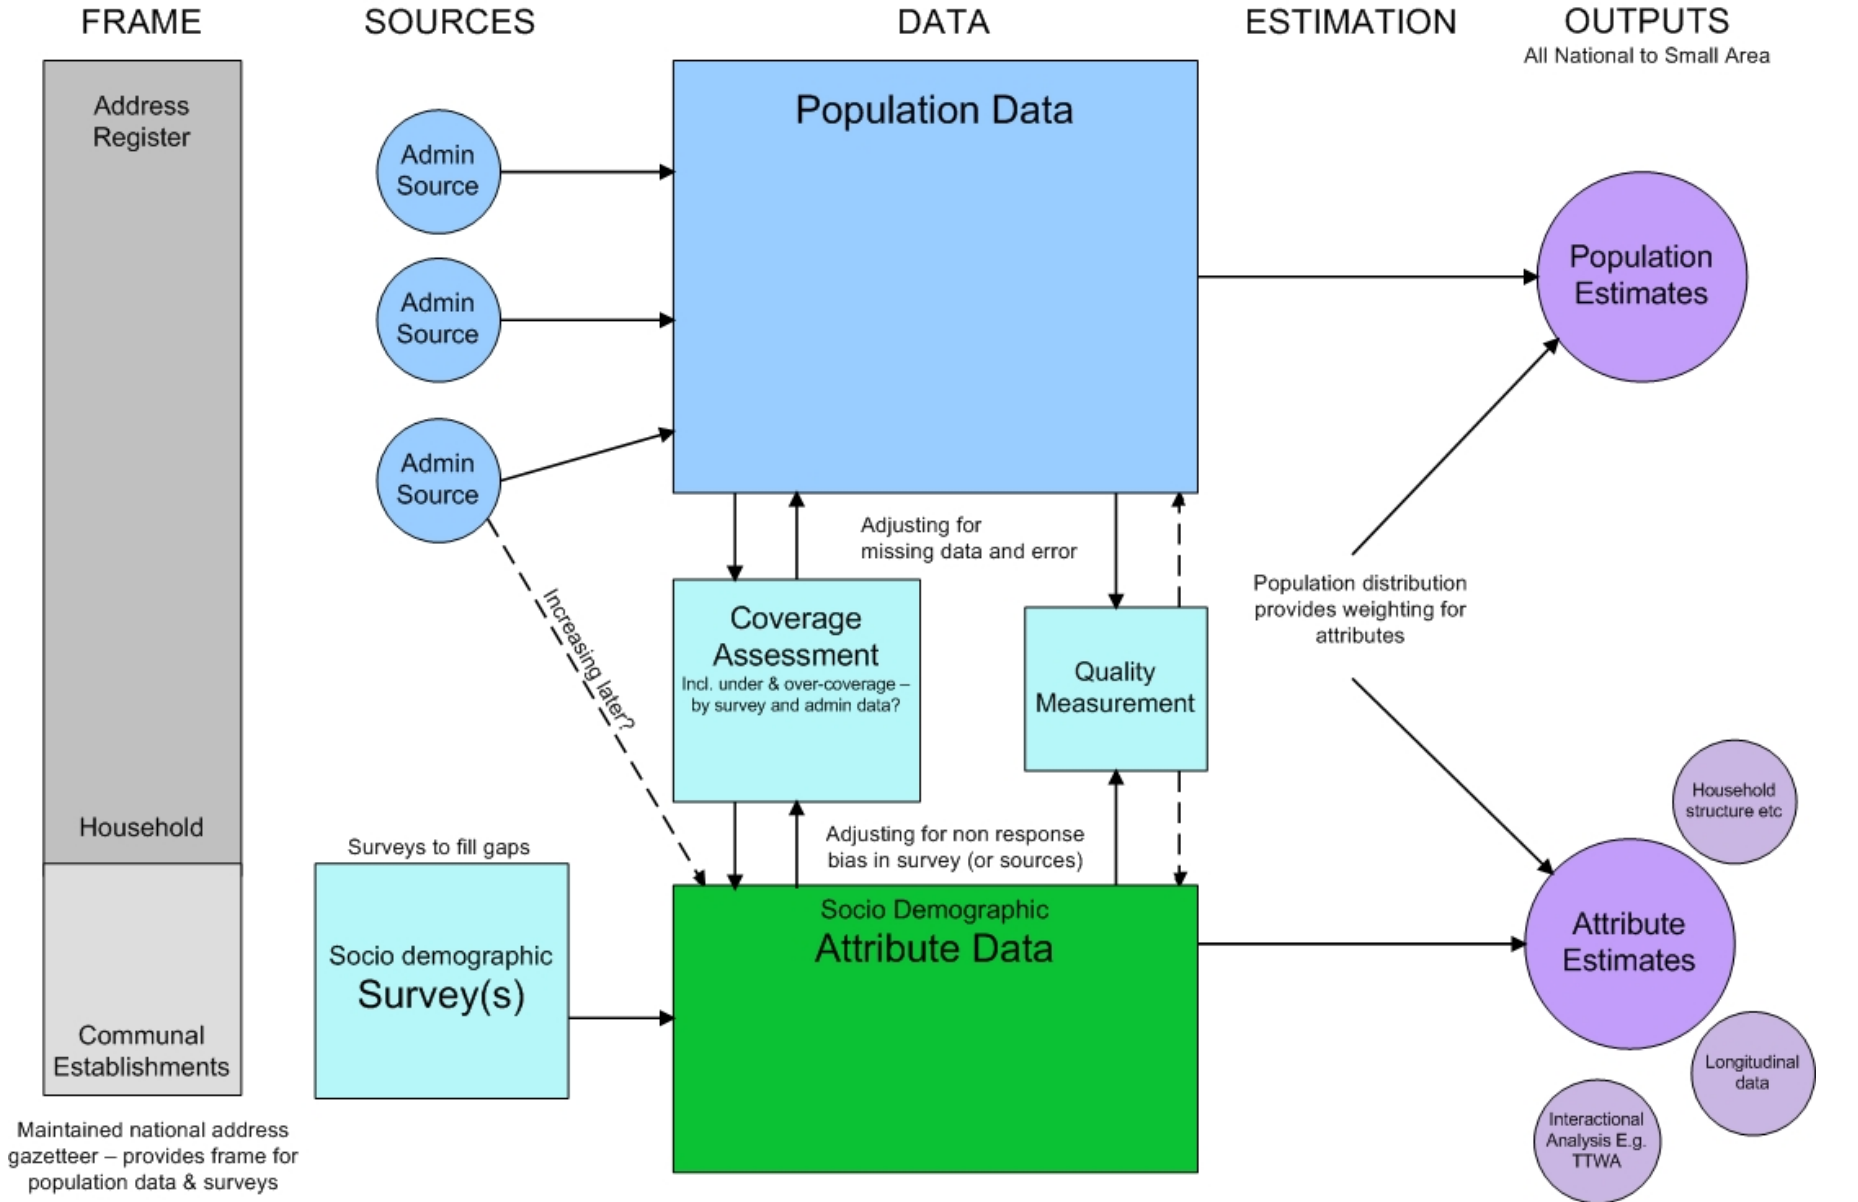 FRAME
SOURCES
DATA
ESTIMATION
OUTPUTS
All National to Small Area
Address
Register
Household
Communal
Establishments
Maintained national address
gazetteer – provides frame for
population data & surveys
Admin
Source
Admin
Source
Admin
Source
Increasing later?
Surveys to fill gaps
Socio demographic
Survey(s)
Population Data
Adjusting for
missing data and error
Coverage
Assessment
Incl. under & over-coverage –
by survey and admin data?
Quality
Measurement
Adjusting for non response
bias in survey (or sources)
Socio Demographic
Attribute Data
Population distribution
provides weighting for
attributes
Population
Estimates
Household
structure etc
Attribute
Estimates
Longitudinal
data
Interactional
Analysis E.g.
TTWA